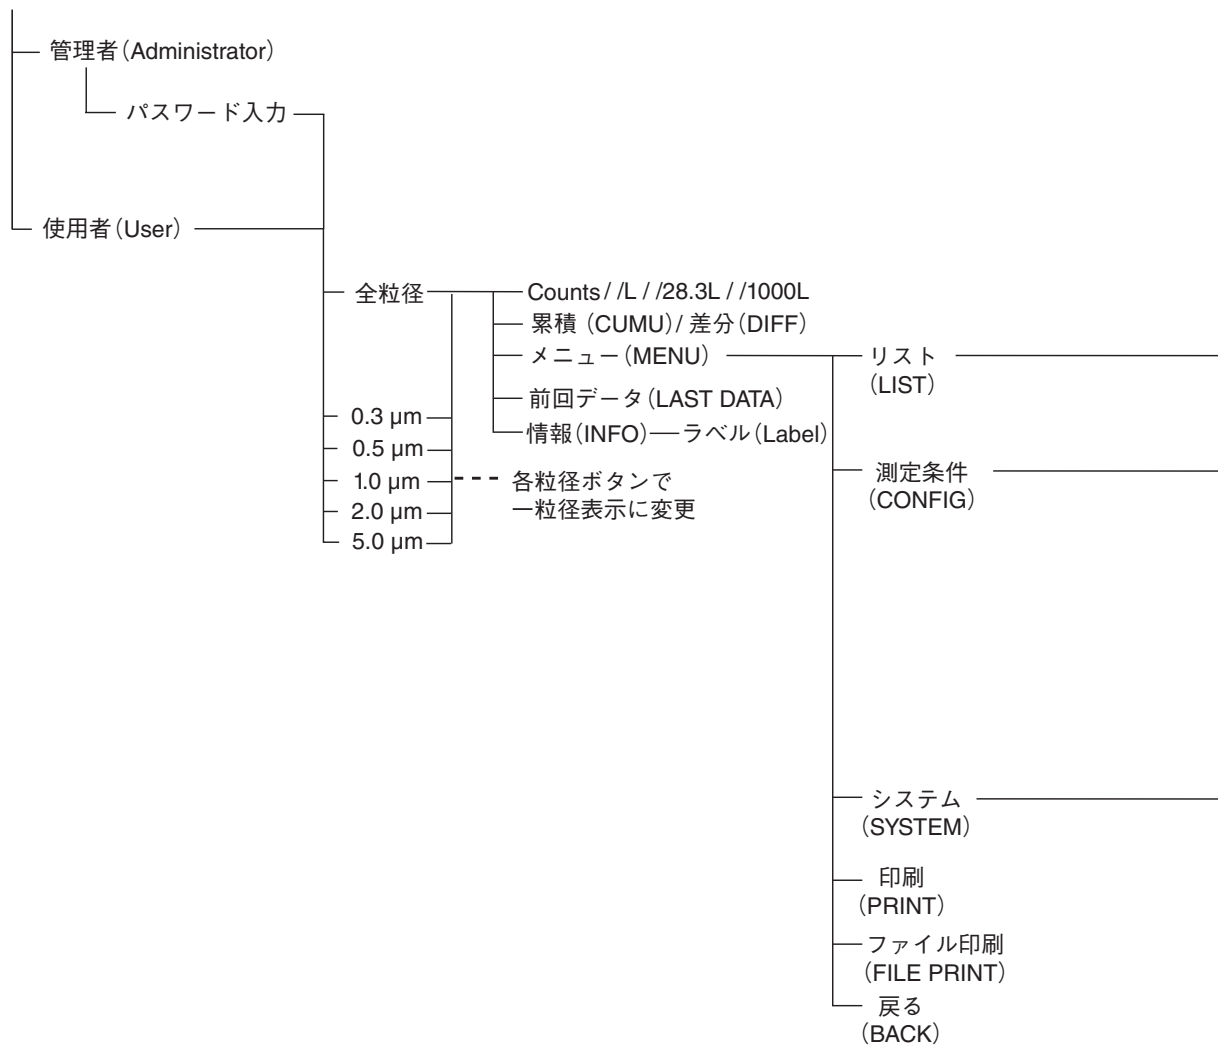 管理者（Administrator）
パスワード入力
使用者（User）
全粒径
Counts / /L / /28.3L / /1000L
累積（CUMU）/ 差分（DIFF）
メニュー（MENU）
前回データ（LAST DATA）
情報（INFO）
ラベル（Label）
0.3 µm
0.5 µm
1.0 µm
2.0 µm
5.0 µm
各粒径ボタンで
一粒径表示に変更
リスト
（LIST）
測定条件
（CONFIG）
システム
（SYSTEM）
印刷
（PRINT）
ファイル印刷
（FILE PRINT）
戻る
（BACK）